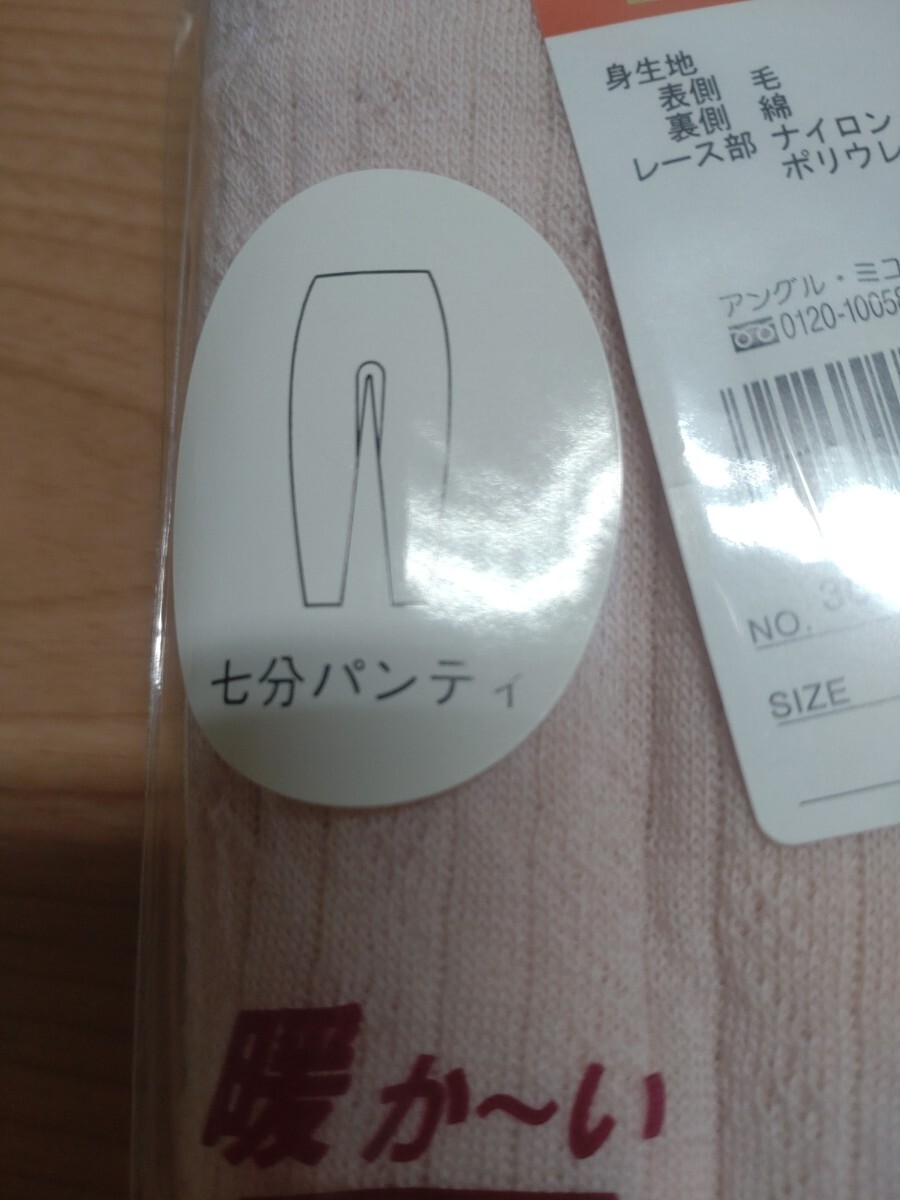 身生地
表側 毛
裏側 綿
レース部 ナイロン
ポリウレ
アングル・ミコ
0120-10058
NO. 3
SIZE
七分パンティ
暖か〜い